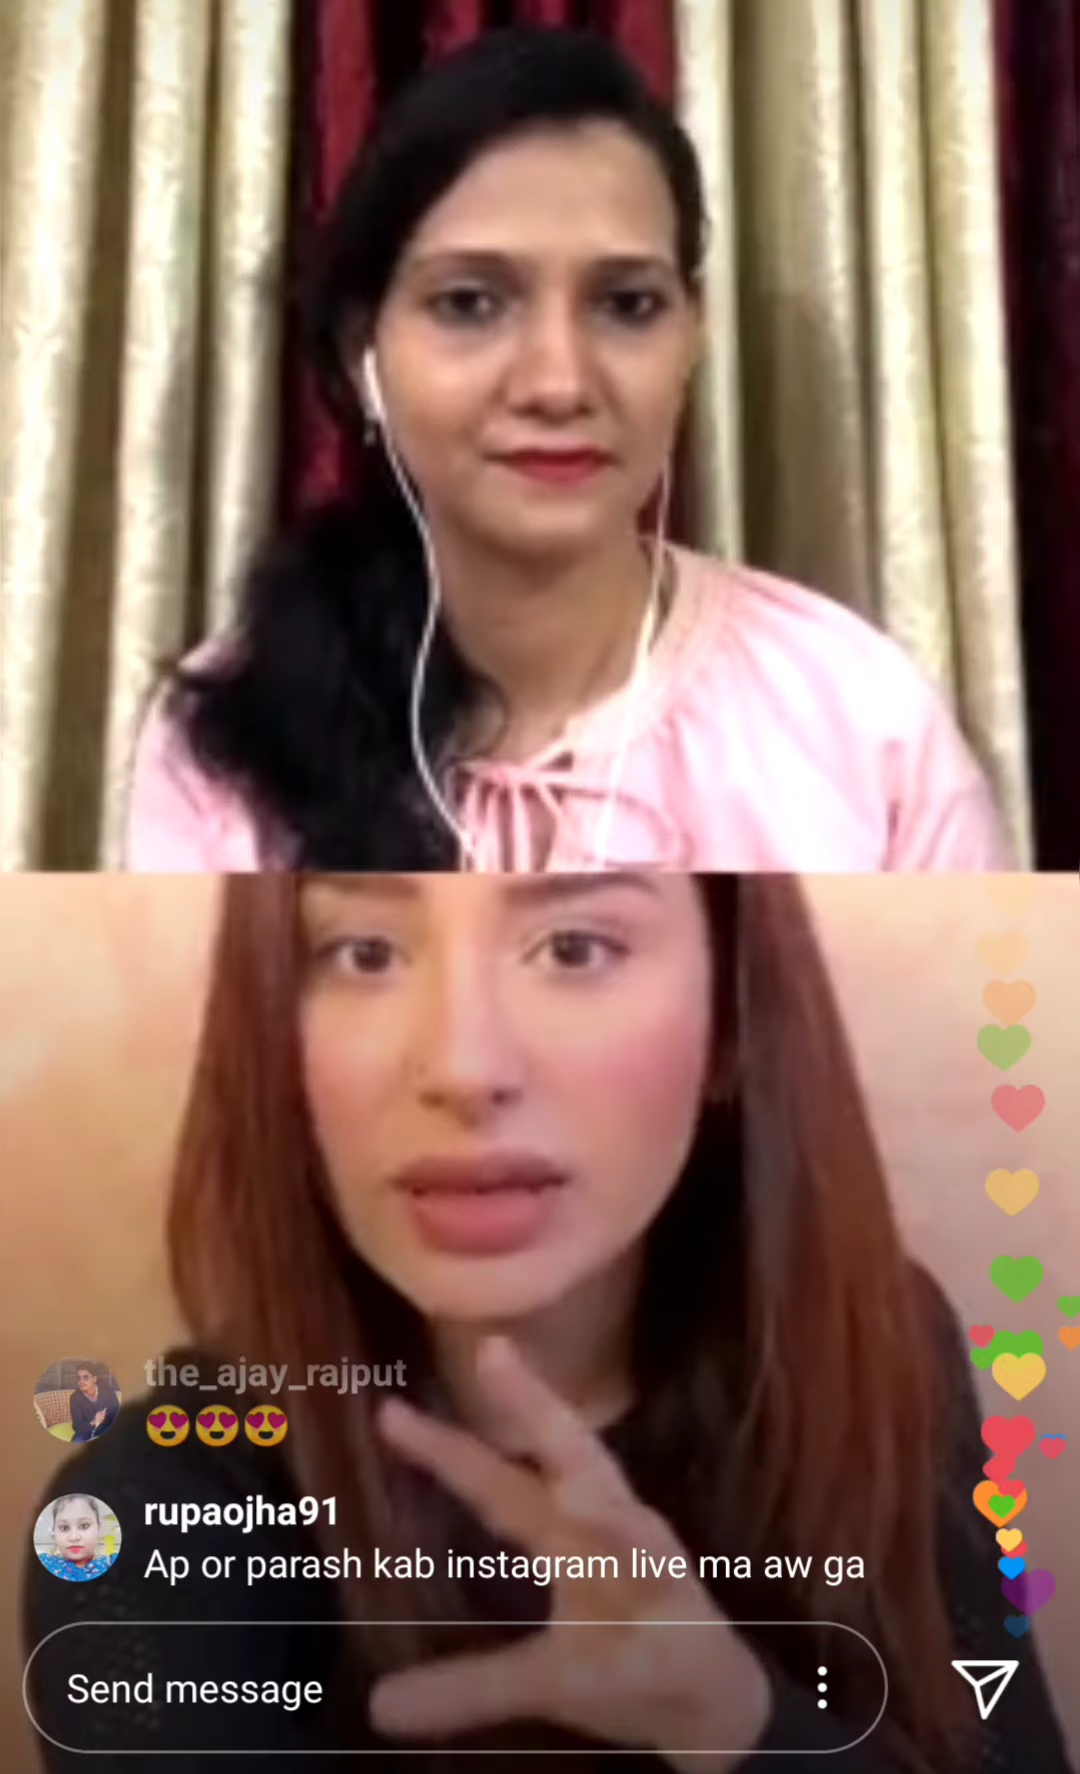 the_ajay_rajput
😍😍😍
rupaojha91
Ap or parash kab instagram live ma aw ga
Send message